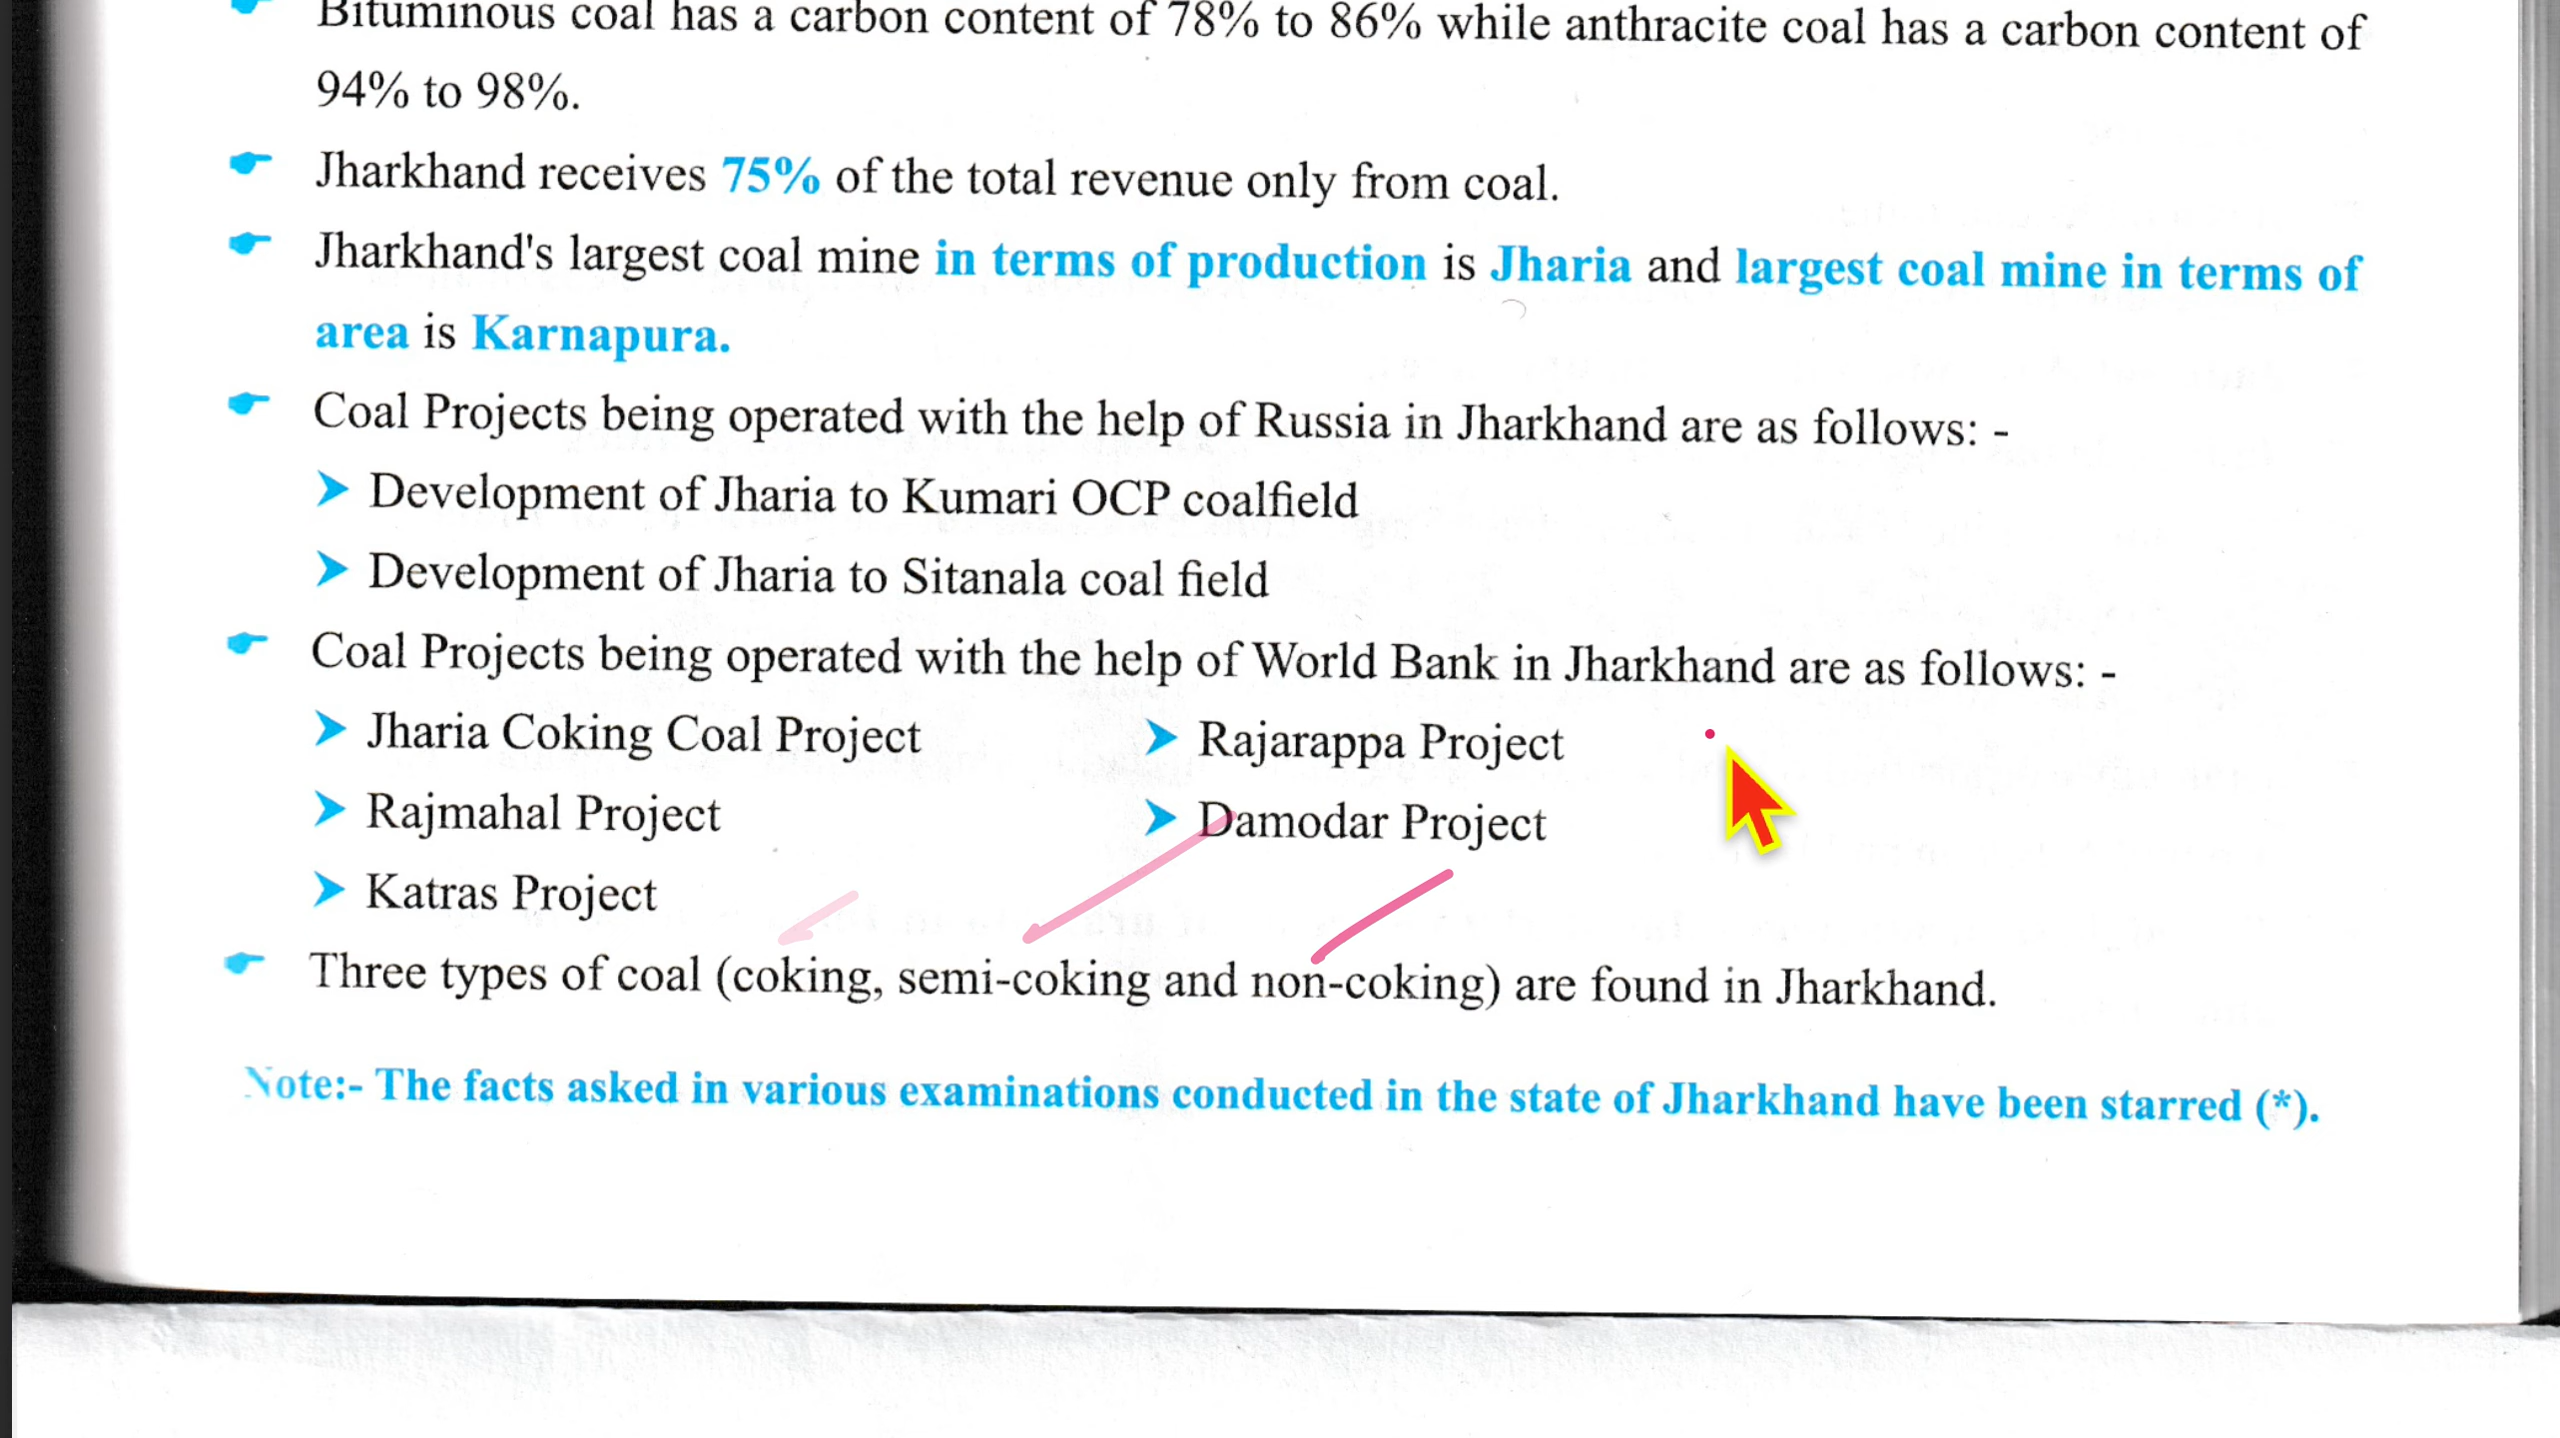 Bituminous coal has a carbon content of 78% to 86% while anthracite coal has a carbon content of
94% to 98%.
Jharkhand receives 75% of the total revenue only from coal.
Jharkhand's largest coal mine in terms of production is Jharia and largest coal mine in terms of
area is Karnapura.
Coal Projects being operated with the help of Russia in Jharkhand are as follows: -
Development of Jharia to Kumari OCP coalfield
Development of Jharia to Sitanala coal field
Coal Projects being operated with the help of World Bank in Jharkhand are as follows: -
Jharia Coking Coal Project
Rajarappa Project
Rajmahal Project
Damodar Project
Katras Project
Three types of coal (coking, semi-coking and non-coking) are found in Jharkhand.
Note:- The facts asked in various examinations conducted in the state of Jharkhand have been starred (*).